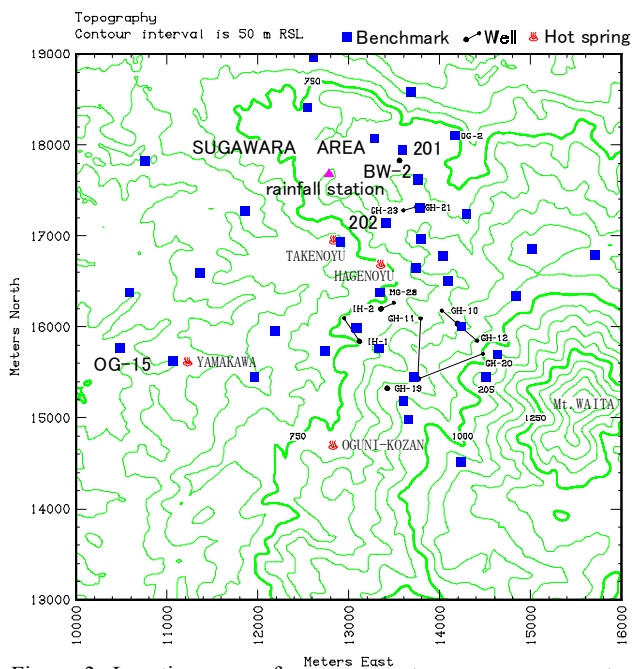 Topography
Contour interval is 50 m RSL
Benchmark Well Hot spring
19000
750
18000
OG-2
SUGAWARA AREA 201
BW-2
rainfall station
GH-23 GH-21
202
17000
TAKENOYU
HAGENOYU
Meters North
MG-28
IH-2 GH-10
GH-11
16000
IH-1 GH-12
OG-15 YAMAKAWA
GH-20
GH-19 205
Mt.WAITA
15000
750 1000 1250
OGUNI-KOZAN
14000
13000
10000 11000 12000 13000 14000 15000 16000
Meters East